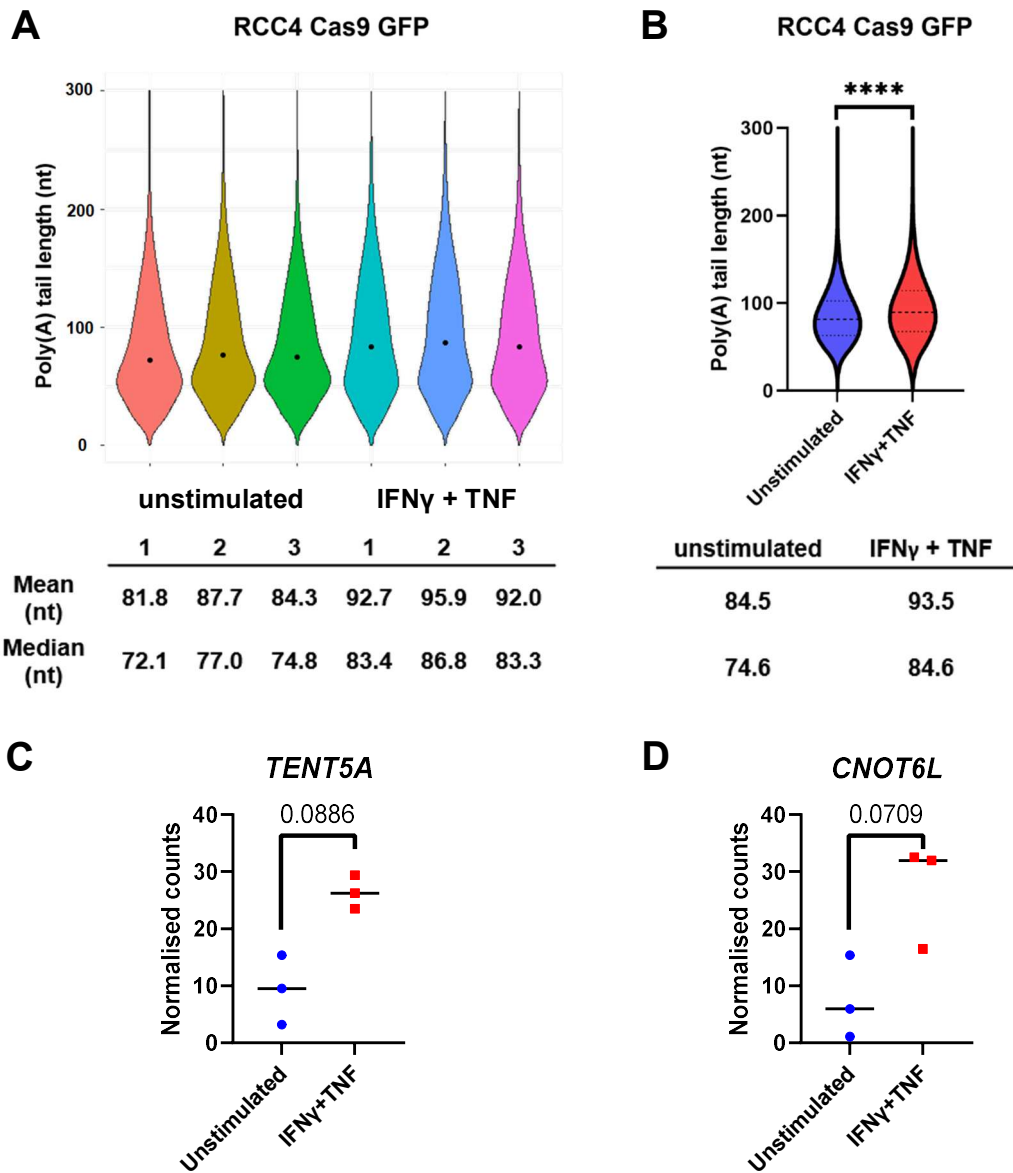 A
RCC4 Cas9 GFP
Poly(A) tail length (nt)
300
200
100
0
unstimulated IFNγ + TNF
1 2 3 1 2 3
Mean (nt) 81.8 87.7 84.3 92.7 95.9 92.0
Median (nt) 72.1 77.0 74.8 83.4 86.8 83.3
B
RCC4 Cas9 GFP
****
Poly(A) tail length (nt)
300
200
100
0
Unstimulated
IFNγ+TNF
unstimulated IFNγ + TNF
84.5 93.5
74.6 84.6
C
TENT5A
0.0886
Normalised counts
40
30
20
10
0
Unstimulated
IFNγ+TNF
D
CNOT6L
0.0709
Normalised counts
40
30
20
10
0
Unstimulated
IFNγ+TNF